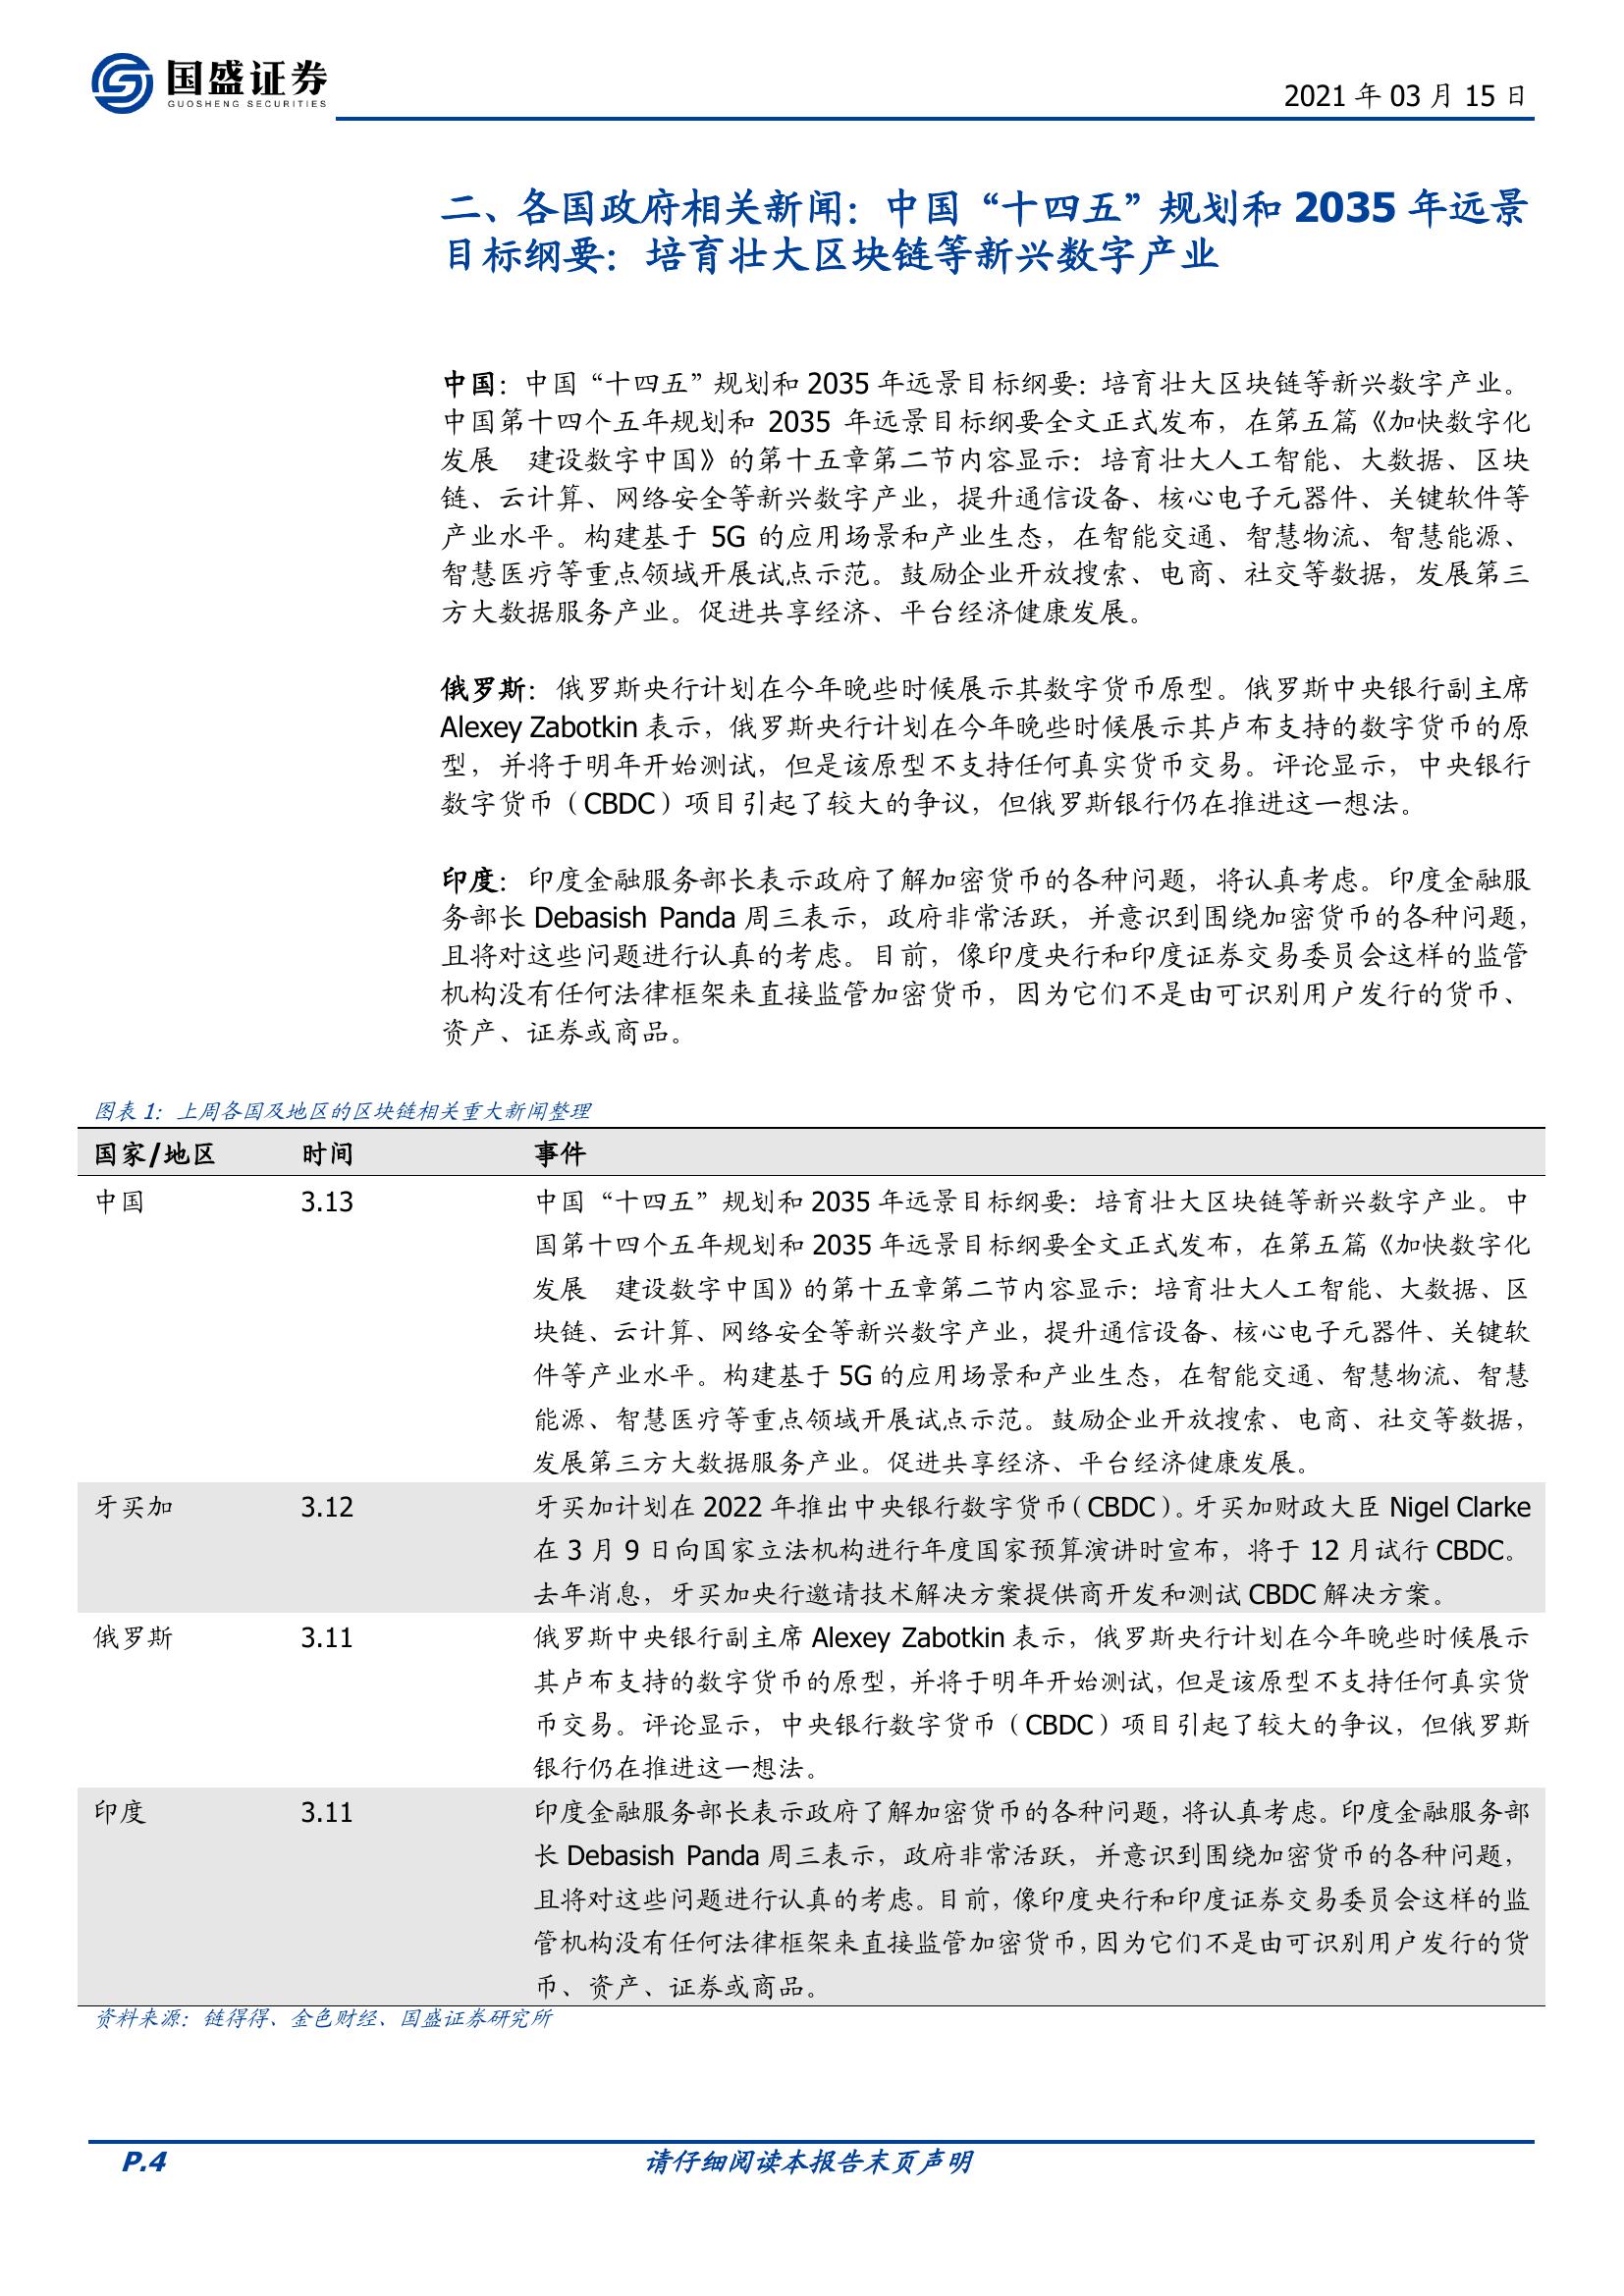 国盛证券
GUOSHENG SECURITIES
2021 年 03 月 15 日
二、各国政府相关新闻：中国“十四五”规划和 2035 年远景
目标纲要：培育壮大区块链等新兴数字产业
中国：中国“十四五”规划和 2035 年远景目标纲要：培育壮大区块链等新兴数字产业。
中国第十四个五年规划和 2035 年远景目标纲要全文正式发布，在第五篇《加快数字化
发展　建设数字中国》的第十五章第二节内容显示：培育壮大人工智能、大数据、区块
链、云计算、网络安全等新兴数字产业，提升通信设备、核心电子元器件、关键软件等
产业水平。构建基于 5G 的应用场景和产业生态，在智能交通、智慧物流、智慧能源、
智慧医疗等重点领域开展试点示范。鼓励企业开放搜索、电商、社交等数据，发展第三
方大数据服务产业。促进共享经济、平台经济健康发展。
俄罗斯：俄罗斯央行计划在今年晚些时候展示其数字货币原型。俄罗斯中央银行副主席
Alexey Zabotkin 表示，俄罗斯央行计划在今年晚些时候展示其卢布支持的数字货币的原
型，并将于明年开始测试，但是该原型不支持任何真实货币交易。评论显示，中央银行
数字货币（CBDC）项目引起了较大的争议，但俄罗斯银行仍在推进这一想法。
印度：印度金融服务部长表示政府了解加密货币的各种问题，将认真考虑。印度金融服
务部长 Debasish Panda 周三表示，政府非常活跃，并意识到围绕加密货币的各种问题，
且将对这些问题进行认真的考虑。目前，像印度央行和印度证券交易委员会这样的监管
机构没有任何法律框架来直接监管加密货币，因为它们不是由可识别用户发行的货币、
资产、证券或商品。
图表 1：上周各国及地区的区块链相关重大新闻整理
国家/地区 时间 事件
中国 3.13 中国“十四五”规划和 2035 年远景目标纲要：培育壮大区块链等新兴数字产业。中
国第十四个五年规划和 2035 年远景目标纲要全文正式发布，在第五篇《加快数字化
发展　建设数字中国》的第十五章第二节内容显示：培育壮大人工智能、大数据、区
块链、云计算、网络安全等新兴数字产业，提升通信设备、核心电子元器件、关键软
件等产业水平。构建基于 5G 的应用场景和产业生态，在智能交通、智慧物流、智慧
能源、智慧医疗等重点领域开展试点示范。鼓励企业开放搜索、电商、社交等数据，
发展第三方大数据服务产业。促进共享经济、平台经济健康发展。
牙买加 3.12 牙买加计划在 2022 年推出中央银行数字货币（CBDC）。牙买加财政大臣 Nigel Clarke
在 3 月 9 日向国家立法机构进行年度国家预算演讲时宣布，将于 12 月试行 CBDC。
去年消息，牙买加央行邀请技术解决方案提供商开发和测试 CBDC 解决方案。
俄罗斯 3.11 俄罗斯中央银行副主席 Alexey Zabotkin 表示，俄罗斯央行计划在今年晚些时候展示
其卢布支持的数字货币的原型，并将于明年开始测试，但是该原型不支持任何真实货
币交易。评论显示，中央银行数字货币（CBDC）项目引起了较大的争议，但俄罗斯
银行仍在推进这一想法。
印度 3.11 印度金融服务部长表示政府了解加密货币的各种问题，将认真考虑。印度金融服务部
长 Debasish Panda 周三表示，政府非常活跃，并意识到围绕加密货币的各种问题，
且将对这些问题进行认真的考虑。目前，像印度央行和印度证券交易委员会这样的监
管机构没有任何法律框架来直接监管加密货币，因为它们不是由可识别用户发行的货
币、资产、证券或商品。
资料来源：链得得、金色财经、国盛证券研究所
P.4 请仔细阅读本报告末页声明